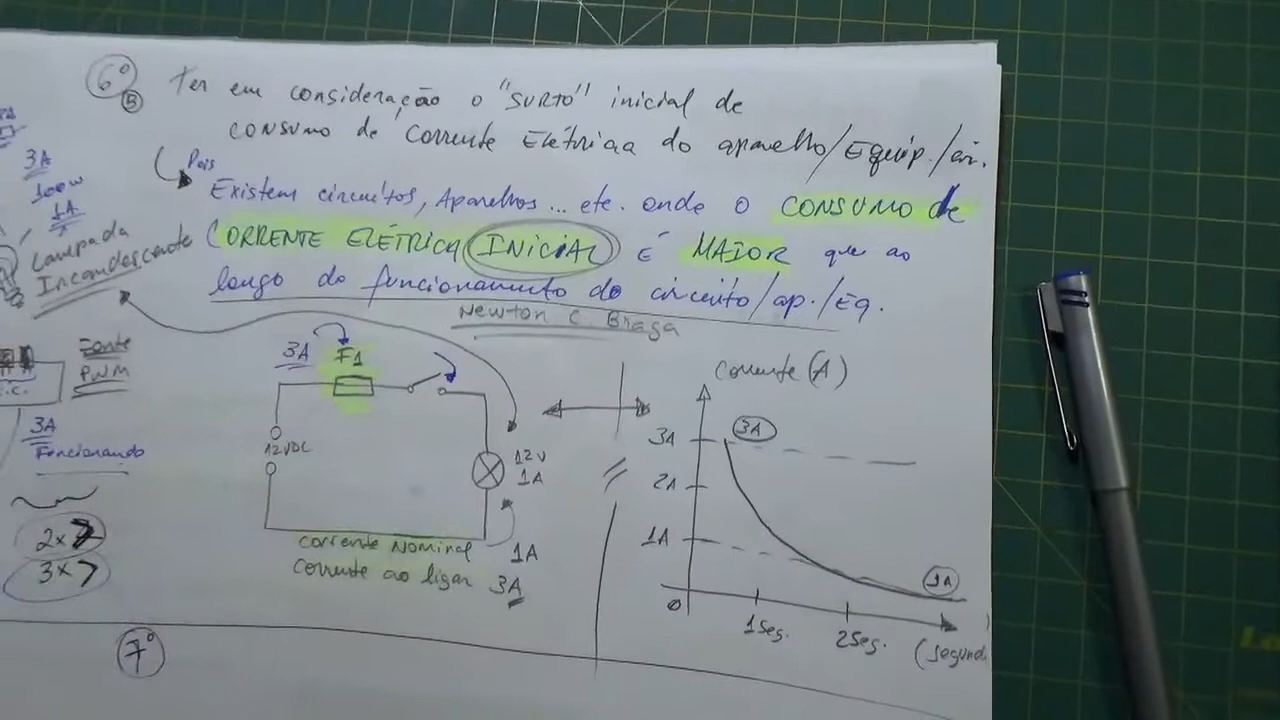 6º
B
Ter em consideração o "SURTO" inicial de
CONSUMO de Corrente Elétrica do aparelho/Equip./cir.
Pois
Existem circuitos, Aparelhos... etc. onde o CONSUMO de
CORRENTE ELÉTRICA INICIAL É MAIOR que ao
longo do funcionamento do circuito/ap./Eq.
Newton C. Braga
3A
100W
1A
Lampada
Incandescente
Fonte
PWM
C.C.
3A
Funcionando
2x
3x
3A
F1
12VDC
12V
1A
Corrente Nominal 1A
Corrente ao ligar 3A
Corrente (A)
3A
3A
2A
1A
1A
0
1Seg.
2Seg.
(Segund
7º